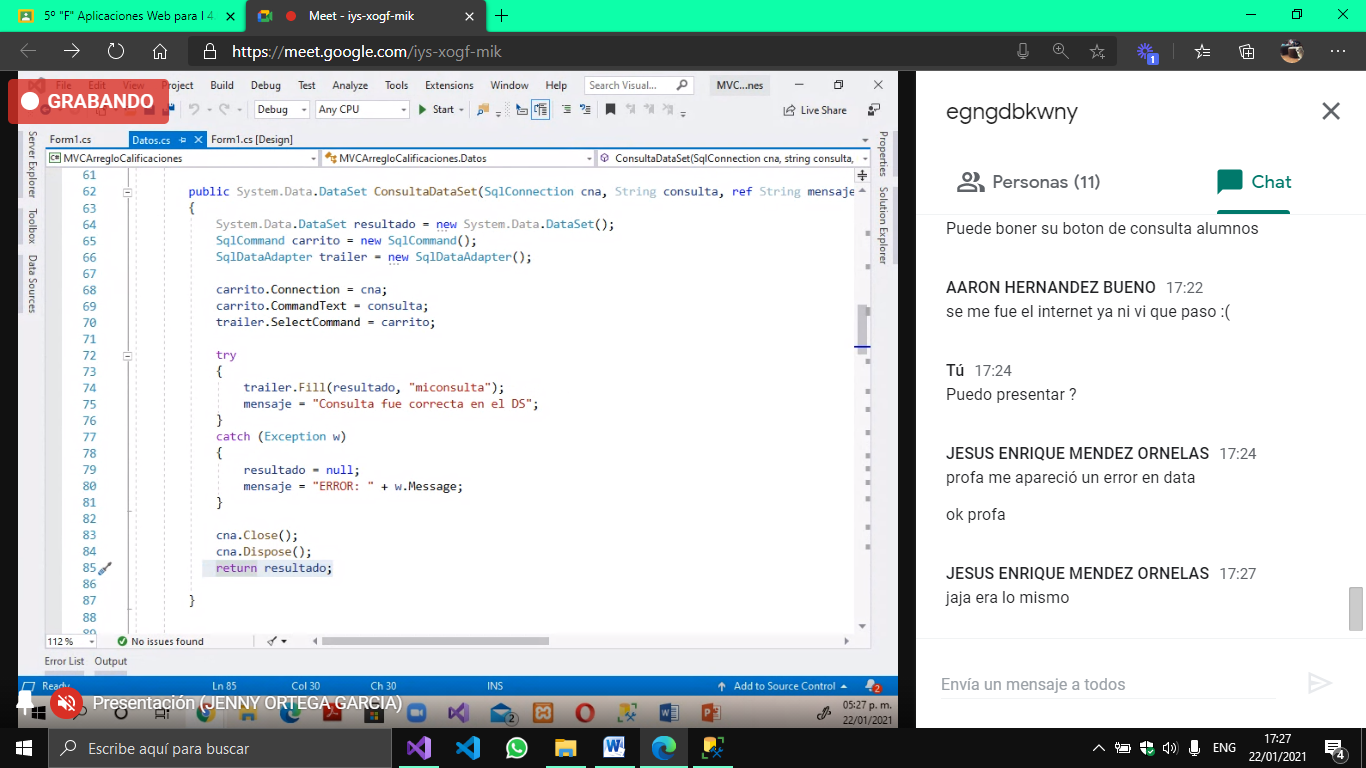 5º "F" Aplicaciones Web para I 4.
Meet - iys-xogf-mik
https://meet.google.com/iys-xogf-mik
1
GRABANDO
File Edit View Project Build Debug Test Analyze Tools Extensions Window Help Search Visual... MVC...nes
Debug Any CPU Start Live Share
Form1.cs Datos.cs Form1.cs [Design]
MVCArregloCalificaciones MVCArregloCalificaciones.Datos ConsultaDataSet(SqlConnection cna, string consulta,
Server Explorer
Toolbox
Data Sources
Properties
Solution Explorer
61
62 public System.Data.DataSet ConsultaDataSet(SqlConnection cna, String consulta, ref String mensaje
63 {
64 System.Data.DataSet resultado = new System.Data.DataSet();
65 SqlCommand carrito = new SqlCommand();
66 SqlDataAdapter trailer = new SqlDataAdapter();
67
68 carrito.Connection = cna;
69 carrito.CommandText = consulta;
70 trailer.SelectCommand = carrito;
71
72 try
73 {
74 trailer.Fill(resultado, "miconsulta");
75 mensaje = "Consulta fue correcta en el DS";
76 }
77 catch (Exception w)
78 {
79 resultado = null;
80 mensaje = "ERROR: " + w.Message;
81 }
82
83 cna.Close();
84 cna.Dispose();
85 return resultado;
86
87 }
88
89
112 % No issues found
Error List Output
Ready Ln 85 Col 30 Ch 30 INS Add to Source Control 2
Presentación (JENNY ORTEGA GARCIA)
2
05:27 p. m.
22/01/2021
egngdbkwny
Personas (11) Chat
Puede boner su boton de consulta alumnos
AARON HERNANDEZ BUENO 17:22
se me fue el internet ya ni vi que paso :(
Tú 17:24
Puedo presentar ?
JESUS ENRIQUE MENDEZ ORNELAS 17:24
profa me apareció un error en data
ok profa
JESUS ENRIQUE MENDEZ ORNELAS 17:27
jaja era lo mismo
Envía un mensaje a todos
Escribe aquí para buscar
ENG
17:27
22/01/2021
4